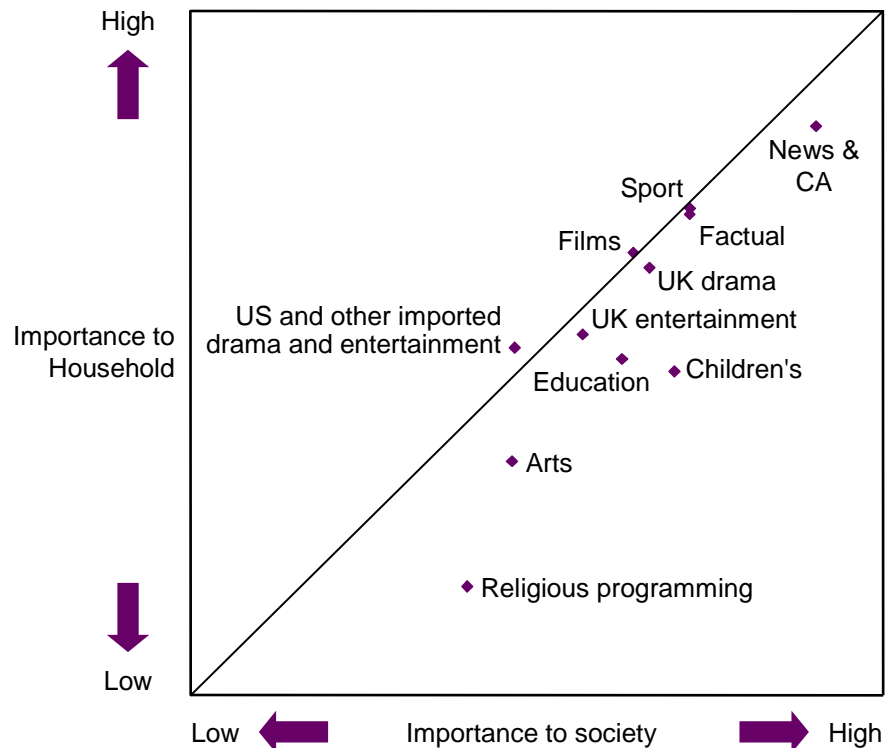 High
News &
CA
Sport
Factual
Films
UK drama
US and other imported
drama and entertainment
UK entertainment
Importance to
Household
Education
Children's
Arts
Religious programming
Low
Low
Importance to society
High